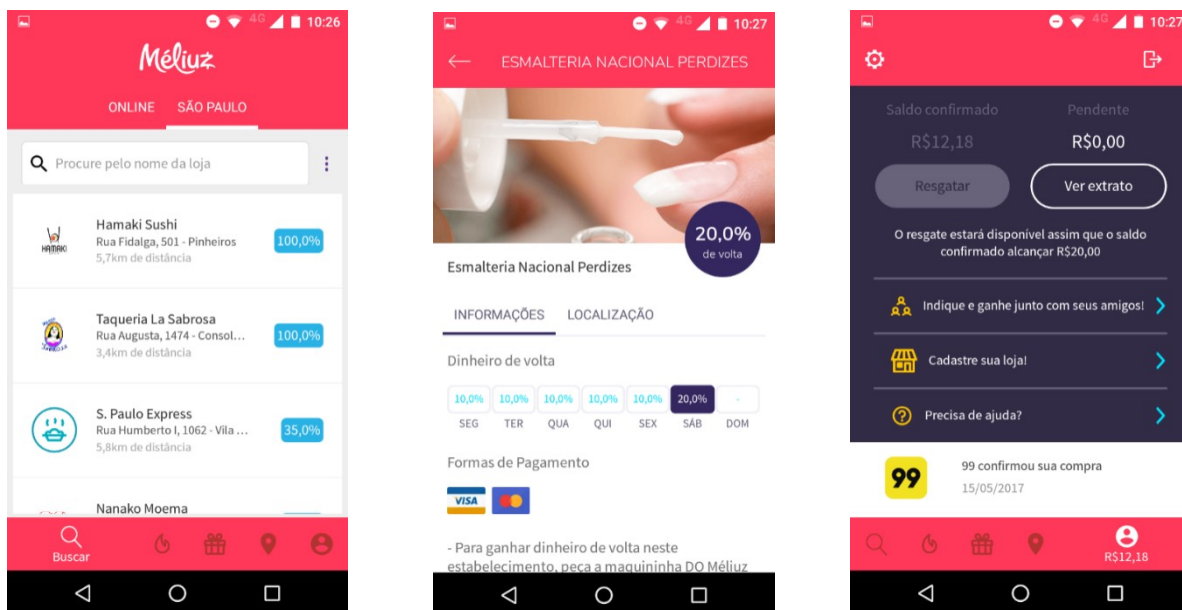 4G 10:26
Méliuz
ONLINE SÃO PAULO
Procure pelo nome da loja
HAMAKI
Hamaki Sushi
Rua Fidalga, 501 - Pinheiros
5,7km de distância
100,0%
Taqueria La Sabrosa
Rua Augusta, 1474 - Consol...
3,4km de distância
100,0%
S. Paulo Express
Rua Humberto I, 1062 - Vila ...
5,8km de distância
35,0%
Nanako Moema
Buscar
4G 10:27
ESMALTERIA NACIONAL PERDIZES
20,0%
de volta
Esmalteria Nacional Perdizes
INFORMAÇÕES LOCALIZAÇÃO
Dinheiro de volta
10,0% 10,0% 10,0% 10,0% 10,0% 20,0% -
SEG TER QUA QUI SEX SÁB DOM
Formas de Pagamento
VISA
- Para ganhar dinheiro de volta neste
estabelecimento, peça a maquininha DO Méliuz
4G 10:27
Saldo confirmado Pendente
R$12,18 R$0,00
Resgatar Ver extrato
O resgate estará disponível assim que o saldo
confirmado alcançar R$20,00
Indique e ganhe junto com seus amigos!
Cadastre sua loja!
Precisa de ajuda?
99
99 confirmou sua compra
15/05/2017
R$12,18